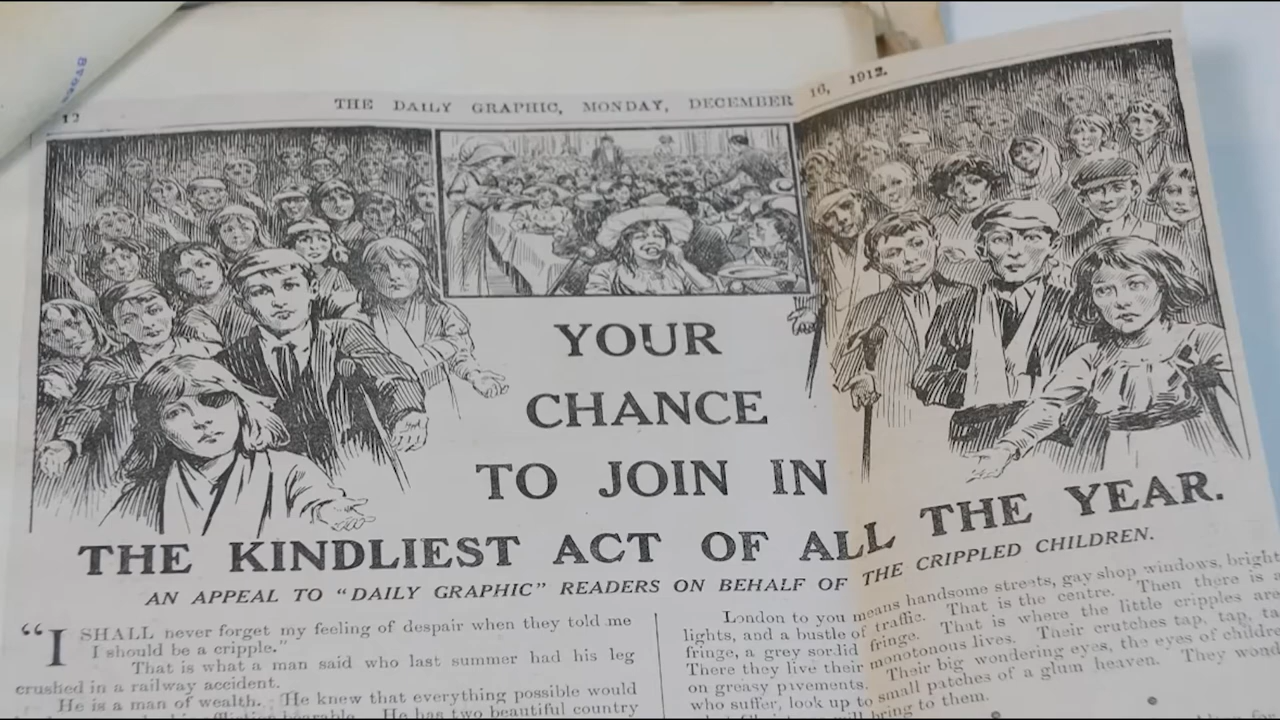 12
THE DAILY GRAPHIC, MONDAY, DECEMBER 16, 1912.
YOUR
CHANCE
TO JOIN IN
THE KINDLIEST ACT OF ALL THE YEAR.
AN APPEAL TO "DAILY GRAPHIC" READERS ON BEHALF OF THE CRIPPLED CHILDREN.
"I SHALL never forget my feeling of despair when they told me
I should be a cripple."
That is what a man said who last summer had his leg
crushed in a railway accident.
He is a man of wealth. He knew that everything possible would
He has two beautiful country
London to you means handsome streets, gay shop windows, bright
lights, and a bustle of traffic. That is the centre. Then there is a
fringe, a grey sordid fringe. That is where the little cripples are.
There they live their monotonous lives. Their crutches tap, tap, ta
on greasy pavements. Their big wondering eyes, the eyes of childre
who suffer, look up to small patches of a glum heaven. They wond
will bring to them.